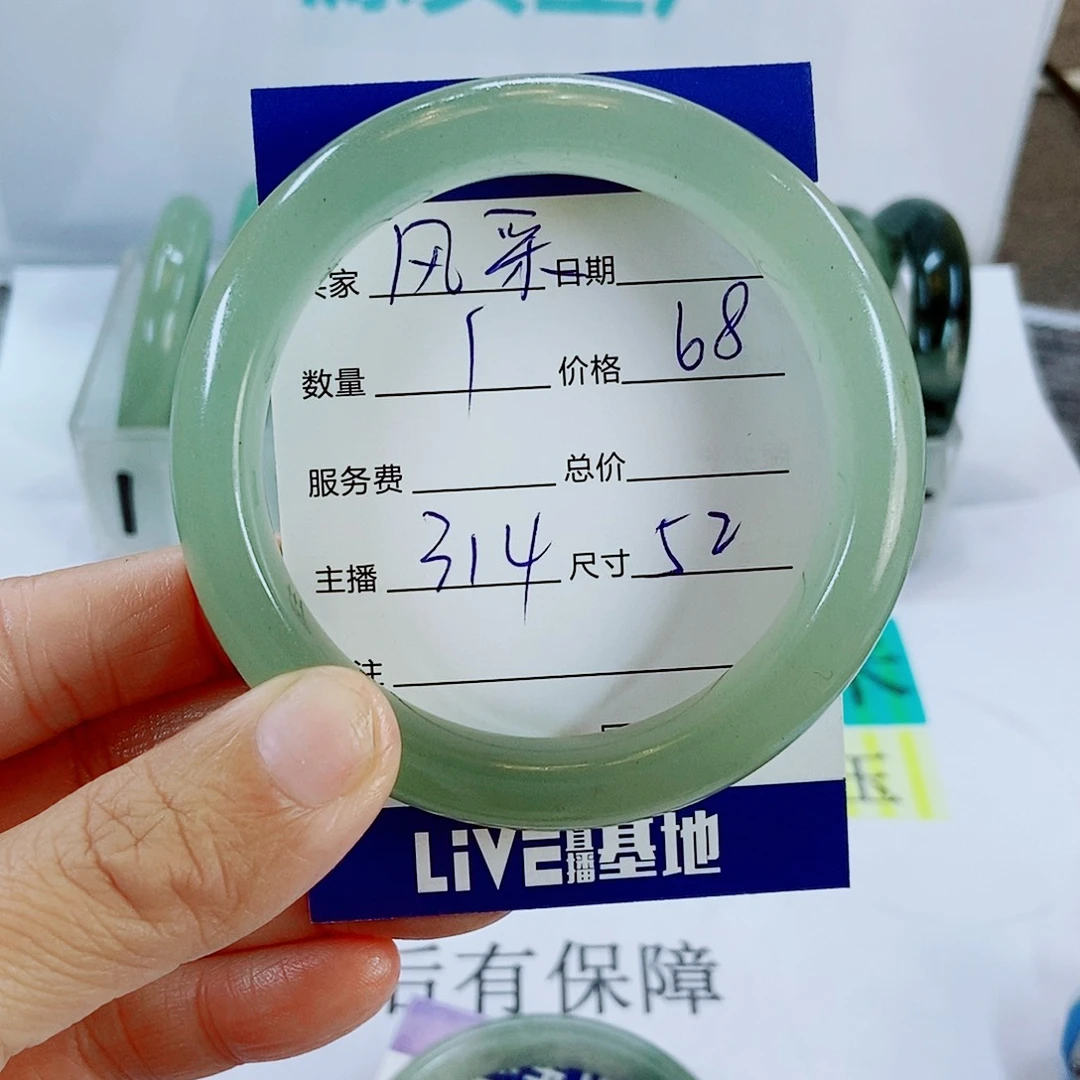 家 风采 日期
数量 1 价格 68
服务费 总价
主播 314 尺寸 52
注
LiVE直播基地
玉
后有保障